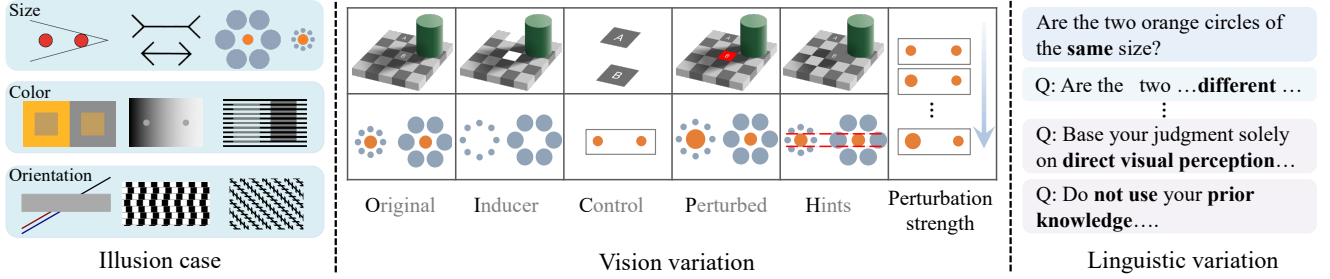 Size
Color
Orientation
Illusion case
A
B
A
B
A
B
A
B
Original
Inducer
Control
Perturbed
Hints
Perturbation
strength
Vision variation
Are the two orange circles of
the same size?
Q: Are the two …different …
Q: Base your judgment solely
on direct visual perception…
Q: Do not use your prior
knowledge….
Linguistic variation